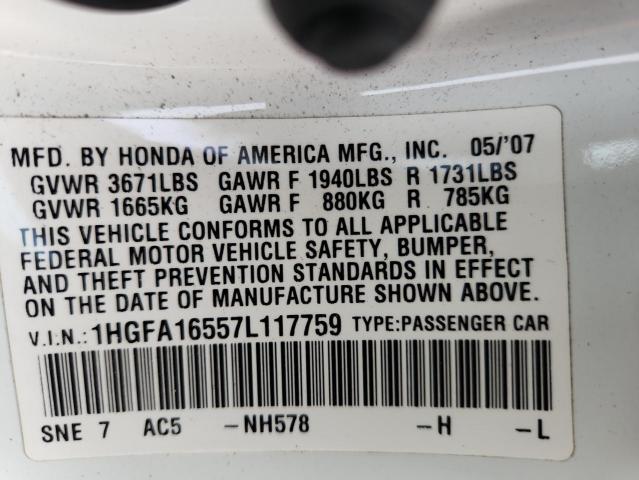 MFD. BY HONDA OF AMERICA MFG., INC. 05/'07
GVWR 3671LBS GAWR F 1940LBS R 1731LBS
GVWR 1665KG GAWR F 880KG R 785KG
THIS VEHICLE CONFORMS TO ALL APPLICABLE
FEDERAL MOTOR VEHICLE SAFETY, BUMPER,
AND THEFT PREVENTION STANDARDS IN EFFECT
ON THE DATE OF MANUFACTURE SHOWN ABOVE.
V.I.N.: 1HGFA16557L117759 TYPE:PASSENGER CAR
SNE 7 AC5 -NH578 -H -L